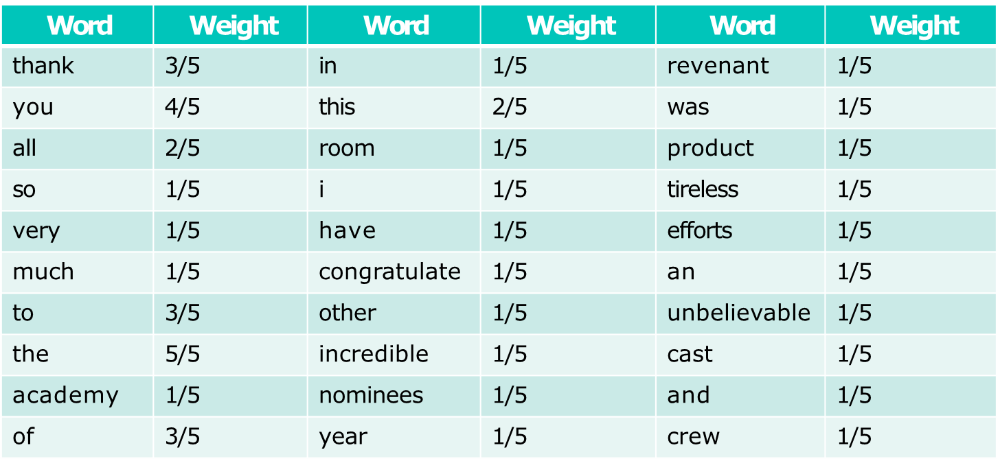 Word Weight Word Weight Word Weight
thank 3/5 in 1/5 revenant 1/5
you 4/5 this 2/5 was 1/5
all 2/5 room 1/5 product 1/5
so 1/5 i 1/5 tireless 1/5
very 1/5 have 1/5 efforts 1/5
much 1/5 congratulate 1/5 an 1/5
to 3/5 other 1/5 unbelievable 1/5
the 5/5 incredible 1/5 cast 1/5
academy 1/5 nominees 1/5 and 1/5
of 3/5 year 1/5 crew 1/5